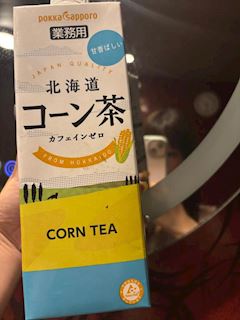 pokka sapporo
業務用
甘香ばしい
JAPAN QUALITY
北海道
コーン茶
カフェインゼロ
FROM HOKKAIDO
CORN TEA